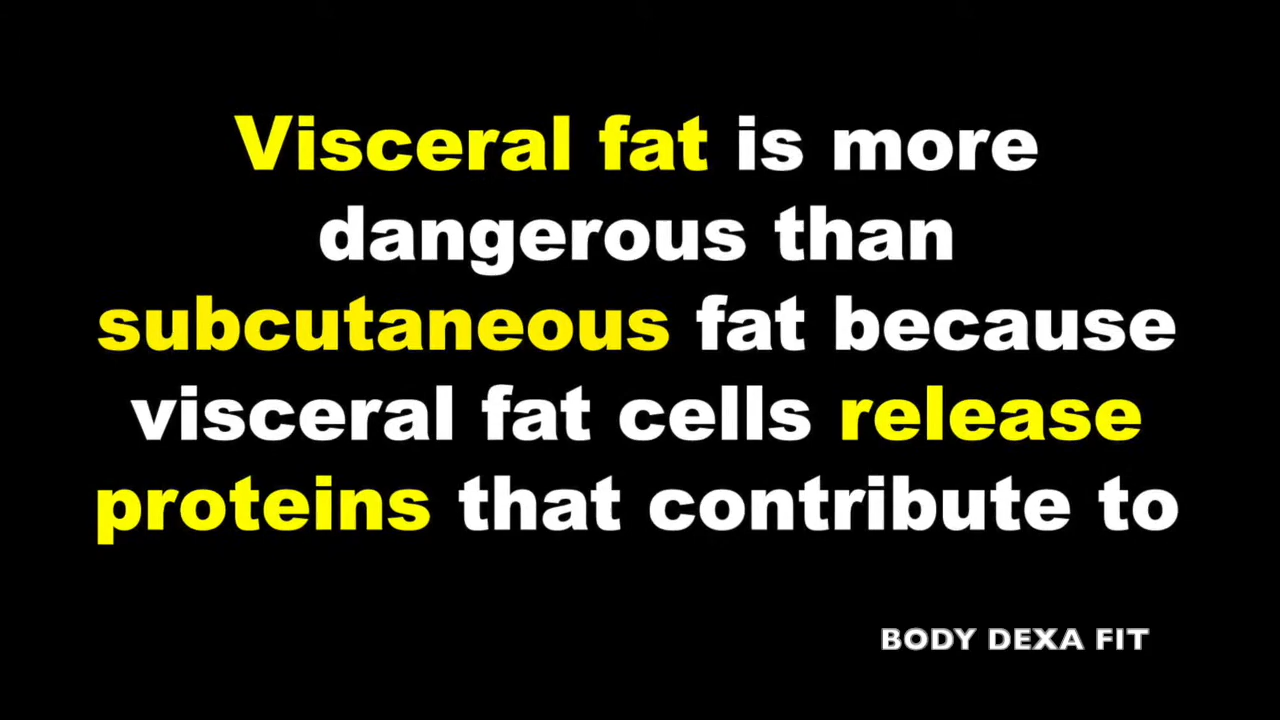 Visceral fat is more
dangerous than
subcutaneous fat because
visceral fat cells release
proteins that contribute to
BODY DEXA FIT